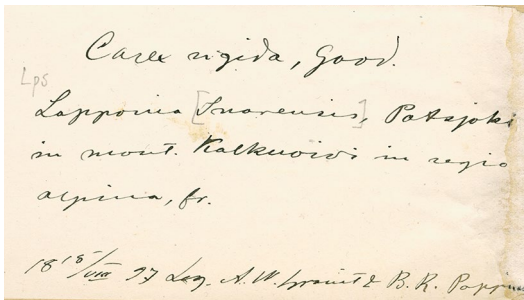 Carex rigida, Good.
Lps
Lapponia [Inarensis], Patsjoki
in mont. Kalkuoivi in regio
alpina, fr.
18 15/VIII 97 Leg. A. W. Granit & B. R. Poppius